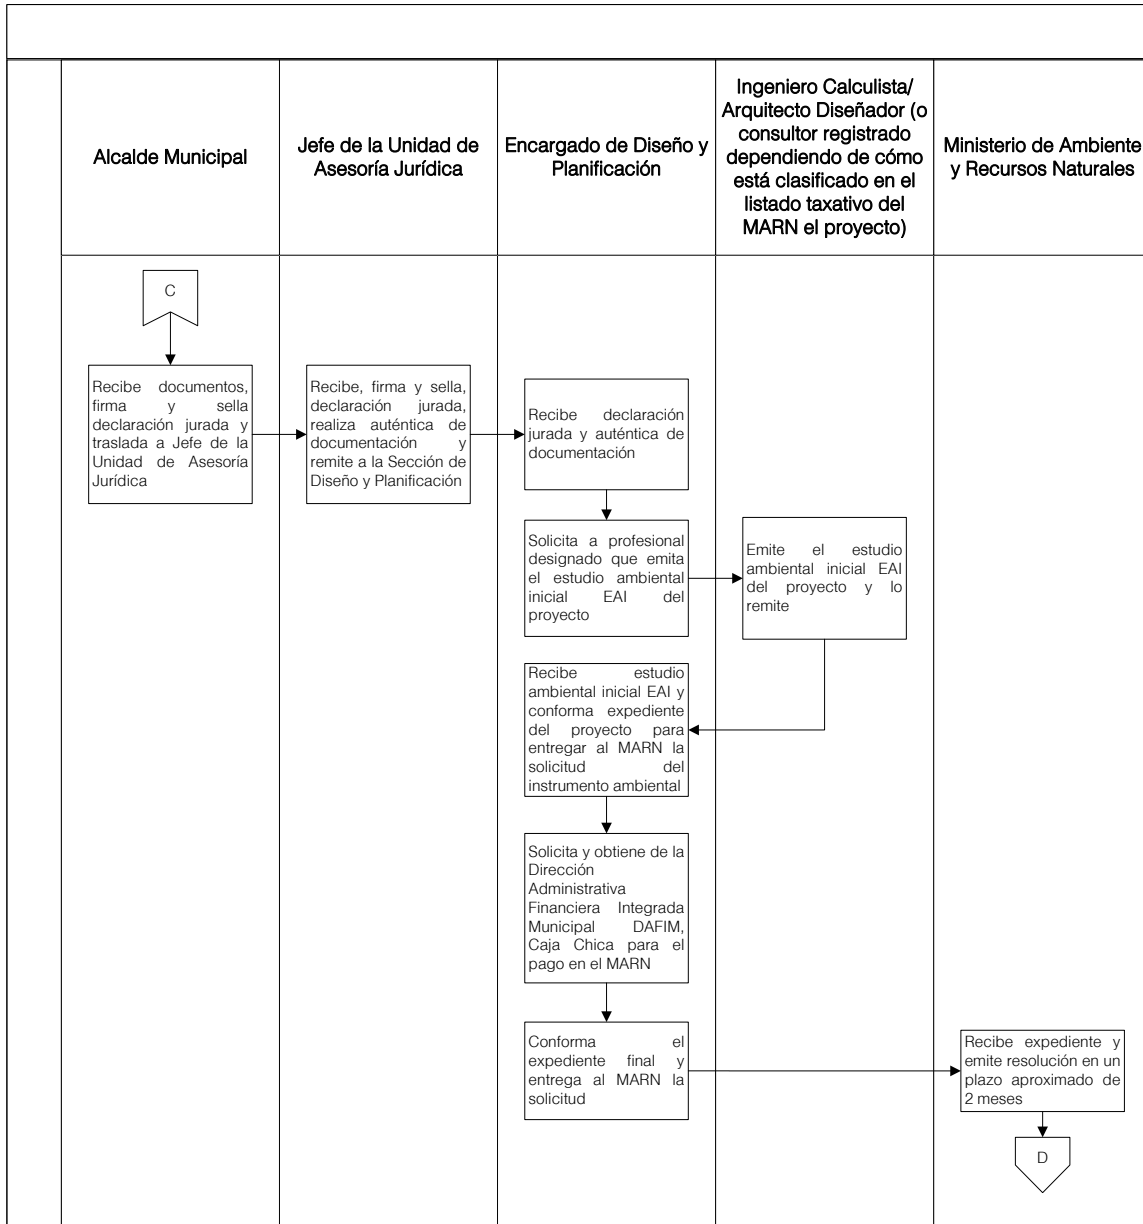 Alcalde Municipal
Jefe de la Unidad de
Asesoría Jurídica
Encargado de Diseño y
Planificación
Ingeniero Calculista/
Arquitecto Diseñador (o
consultor registrado
dependiendo de cómo
está clasificado en el
listado taxativo del
MARN el proyecto)
Ministerio de Ambiente
y Recursos Naturales
C
Recibe documentos,
firma y sella
declaración jurada y
traslada a Jefe de la
Unidad de Asesoría
Jurídica
Recibe, firma y sella,
declaración jurada,
realiza auténtica de
documentación y
remite a la Sección de
Diseño y Planificación
Recibe declaración
jurada y auténtica de
documentación
Solicita a profesional
designado que emita
el estudio ambiental
inicial EAI del
proyecto
Emite el estudio
ambiental inicial EAI
del proyecto y lo
remite
Recibe estudio
ambiental inicial EAI y
conforma expediente
del proyecto para
entregar al MARN la
solicitud del
instrumento ambiental
Solicita y obtiene de la
Dirección
Administrativa
Financiera Integrada
Municipal DAFIM,
Caja Chica para el
pago en el MARN
Conforma el
expediente final y
entrega al MARN la
solicitud
Recibe expediente y
emite resolución en un
plazo aproximado de
2 meses
D